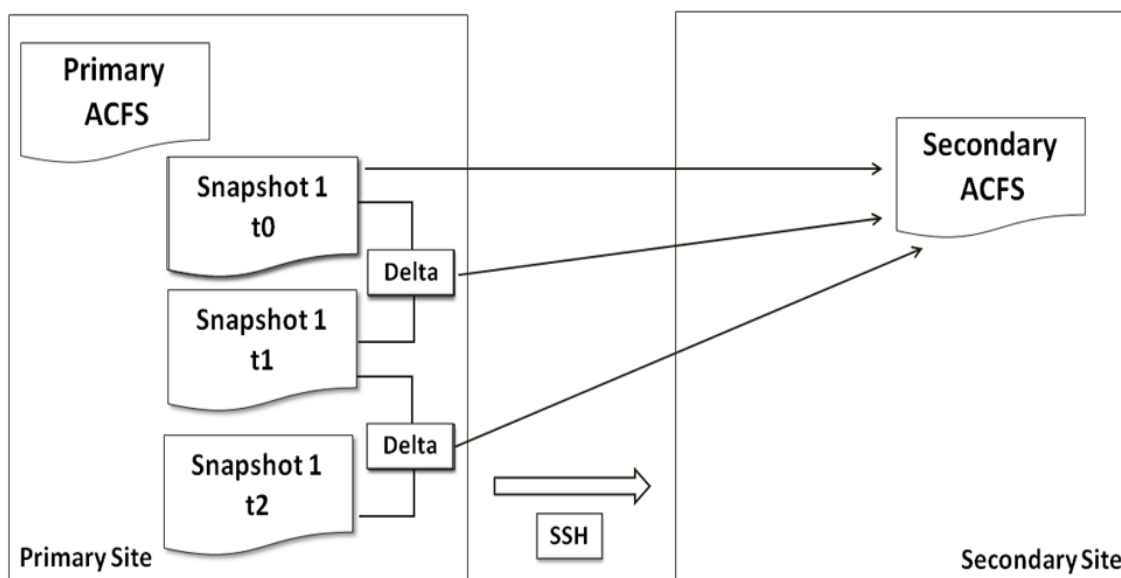 Primary
ACFS
Snapshot 1
t0
Delta
Snapshot 1
t1
Delta
Snapshot 1
t2
Primary Site
SSH
Secondary
ACFS
Secondary Site